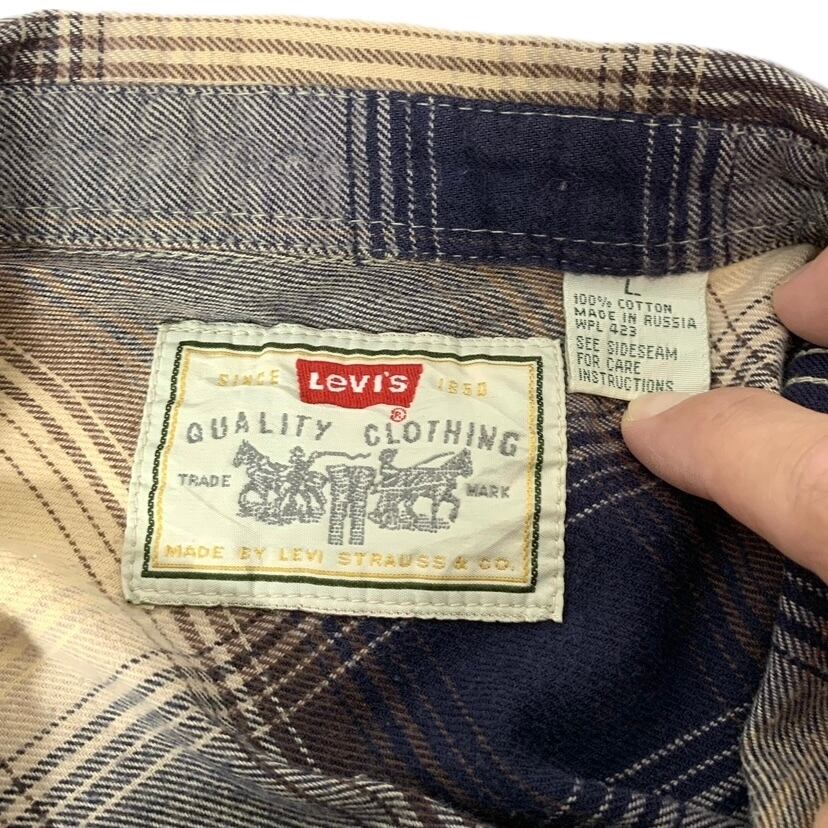 L
100% COTTON
MADE IN RUSSIA
WPL 423
SEE SIDESEAM
FOR CARE
INSTRUCTIONS
SINCE Levi's ® 1850
QUALITY CLOTHING
TRADE MARK
MADE BY LEVI STRAUSS & CO.